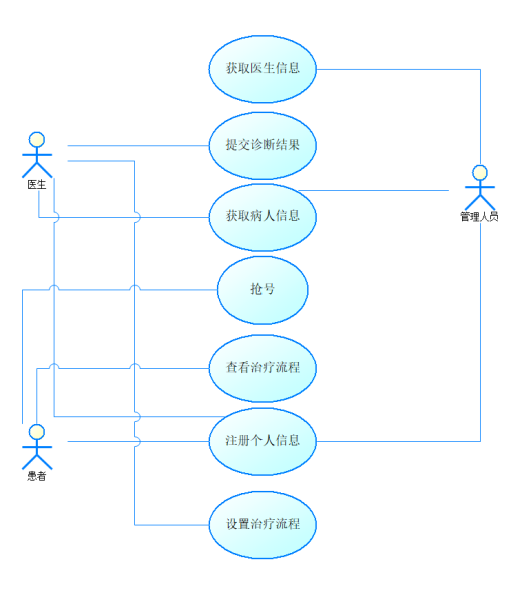 获取医生信息
提交诊断结果
医生
获取病人信息
管理人员
抢号
查看治疗流程
注册个人信息
患者
设置治疗流程